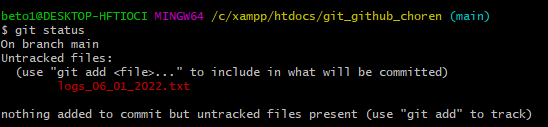 beto1@DESKTOP-HFTIOCI MINGW64 /c/xampp/htdocs/git_github_choren (main)
$ git status
On branch main
Untracked files:
  (use "git add <file>..." to include in what will be committed)
        logs_06_01_2022.txt

nothing added to commit but untracked files present (use "git add" to track)